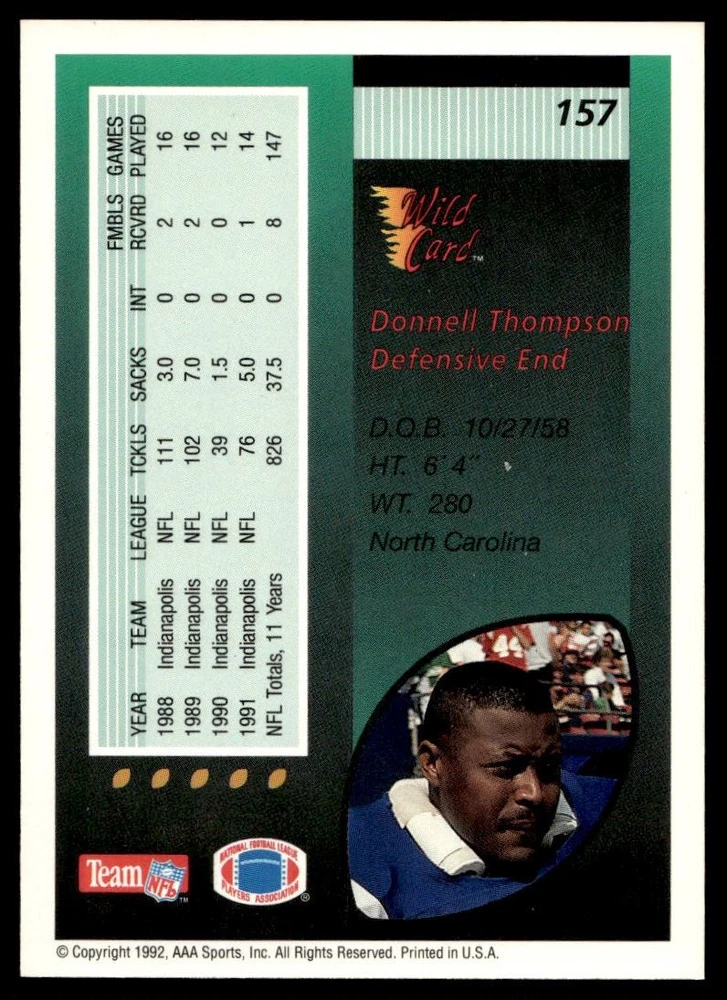 157
Wild
Card™
Donnell Thompson
Defensive End
D.O.B. 10/27/58
HT. 6' 4"
WT. 280
North Carolina
FMBLS GAMES
YEAR TEAM LEAGUE TCKLS SACKS INT RCVRD PLAYED
1988 Indianapolis NFL 111 3.0 0 2 16
1989 Indianapolis NFL 102 7.0 0 2 16
1990 Indianapolis NFL 39 1.5 0 0 12
1991 Indianapolis NFL 76 5.0 0 1 14
NFL Totals, 11 Years 826 37.5 0 8 147
44
Team NFL™
NATIONAL FOOTBALL LEAGUE
PLAYERS ASSOCIATION ®
© Copyright 1992, AAA Sports, Inc. All Rights Reserved. Printed in U.S.A.